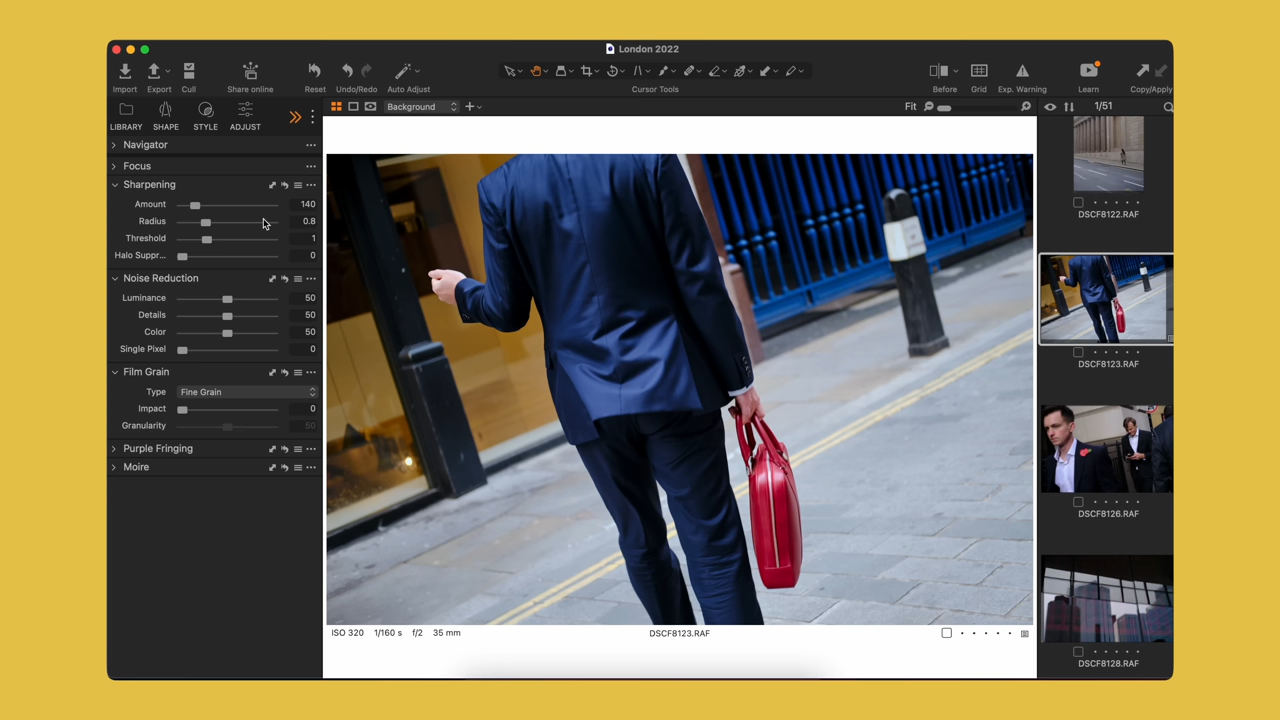 London 2022
Import
Export
Cull
Share online
Reset
Undo/Redo
Auto Adjust
Cursor Tools
Before
Grid
Exp. Warning
Learn
Copy/Apply
LIBRARY
SHAPE
STYLE
ADJUST
Background
Fit
1/51
Navigator
Focus
Sharpening
Amount 140
Radius 0.8
Threshold 1
Halo Suppr... 0
Noise Reduction
Luminance 50
Details 50
Color 50
Single Pixel 0
Film Grain
Type Fine Grain
Impact 0
Granularity 50
Purple Fringing
Moire
ISO 320 1/160 s f/2 35 mm
DSCF8123.RAF
DSCF8122.RAF
DSCF8123.RAF
DSCF8126.RAF
DSCF8128.RAF